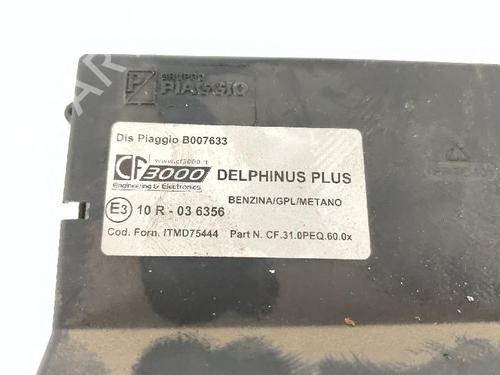 GRUPPO
PIAGGIO
Dis Piaggio B007633
www.cf3000.it
CF3000 DELPHINUS PLUS
Engineering & Electronics
BENZINA/GPL/METANO
E3 10 R - 03 6356
Cod. Forn. ITMD75444 Part N. CF.31.0PEQ.60.0x